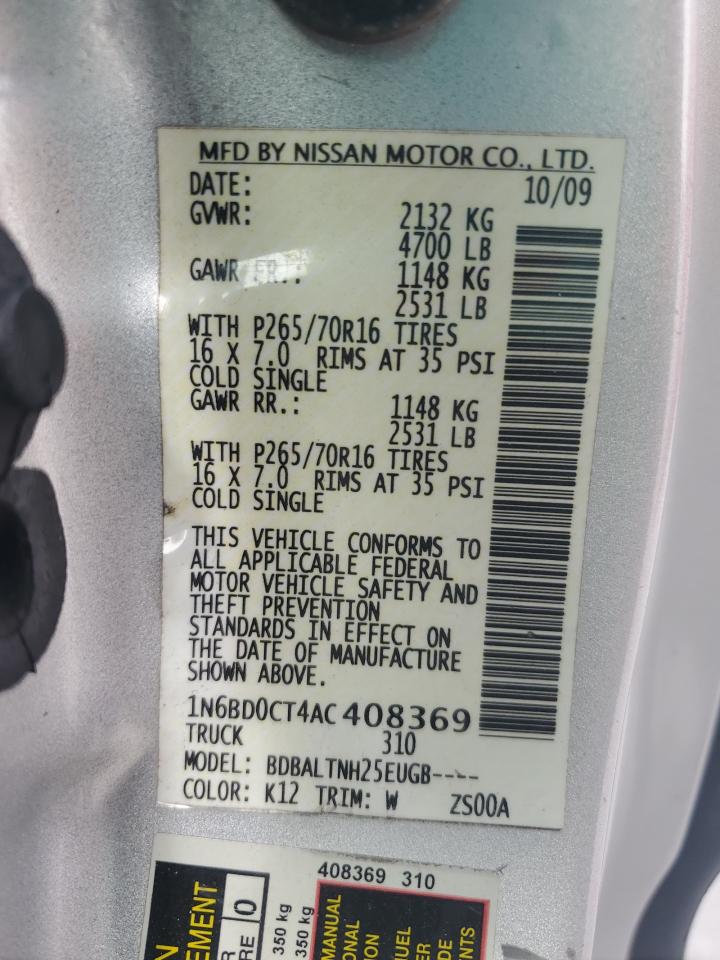 MFD BY NISSAN MOTOR CO., LTD.
DATE: 10/09
GVWR: 2132 KG
4700 LB
GAWR FR.: 1148 KG
2531 LB
WITH P265/70R16 TIRES
16 X 7.0 RIMS AT 35 PSI
COLD SINGLE
GAWR RR.: 1148 KG
2531 LB
WITH P265/70R16 TIRES
16 X 7.0 RIMS AT 35 PSI
COLD SINGLE
THIS VEHICLE CONFORMS TO
ALL APPLICABLE FEDERAL
MOTOR VEHICLE SAFETY AND
THEFT PREVENTION
STANDARDS IN EFFECT ON
THE DATE OF MANUFACTURE
SHOWN ABOVE.
1N6BD0CT4AC408369
TRUCK 310
MODEL: BDBALTNH25EUGB----
COLOR: K12 TRIM: W ZS00A
408369 310
0
350 kg
350 kg
MANUAL